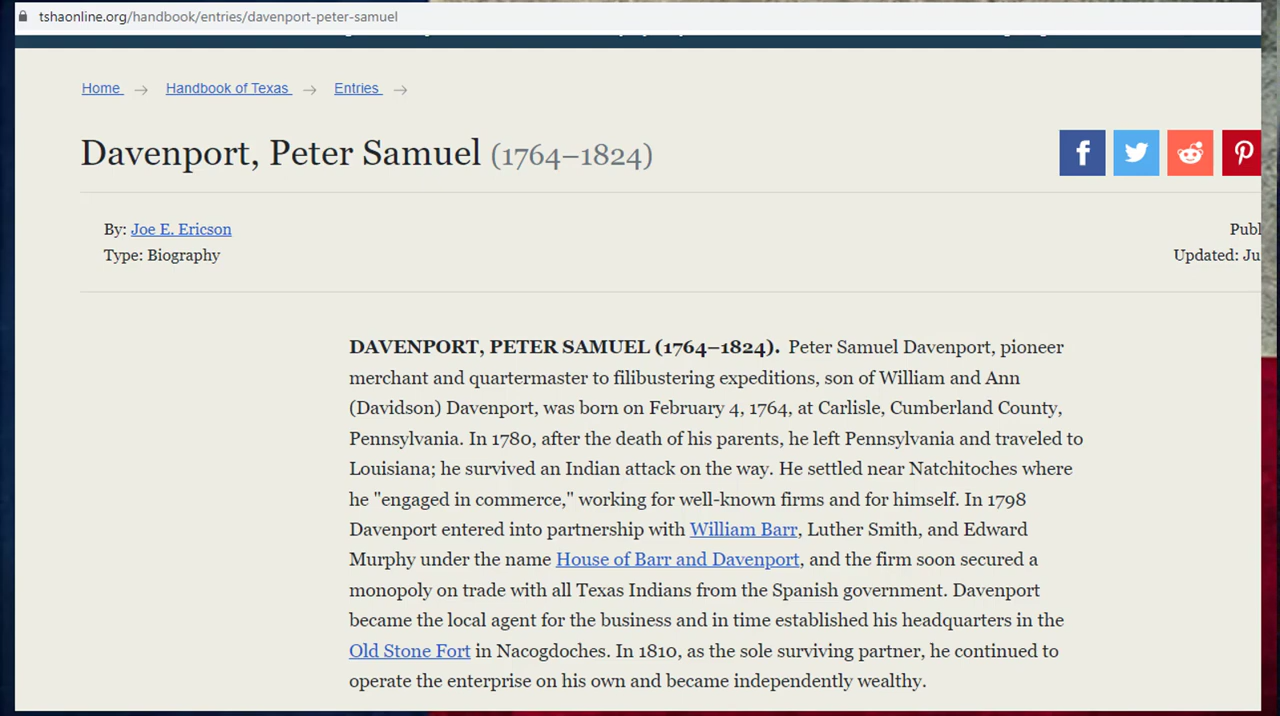 tshaonline.org/handbook/entries/davenport-peter-samuel
Home → Handbook of Texas → Entries →
Davenport, Peter Samuel (1764–1824)
By: Joe E. Ericson
Type: Biography
Publ
Updated: Ju
DAVENPORT, PETER SAMUEL (1764–1824). Peter Samuel Davenport, pioneer
merchant and quartermaster to filibustering expeditions, son of William and Ann
(Davidson) Davenport, was born on February 4, 1764, at Carlisle, Cumberland County,
Pennsylvania. In 1780, after the death of his parents, he left Pennsylvania and traveled to
Louisiana; he survived an Indian attack on the way. He settled near Natchitoches where
he "engaged in commerce," working for well-known firms and for himself. In 1798
Davenport entered into partnership with William Barr, Luther Smith, and Edward
Murphy under the name House of Barr and Davenport, and the firm soon secured a
monopoly on trade with all Texas Indians from the Spanish government. Davenport
became the local agent for the business and in time established his headquarters in the
Old Stone Fort in Nacogdoches. In 1810, as the sole surviving partner, he continued to
operate the enterprise on his own and became independently wealthy.